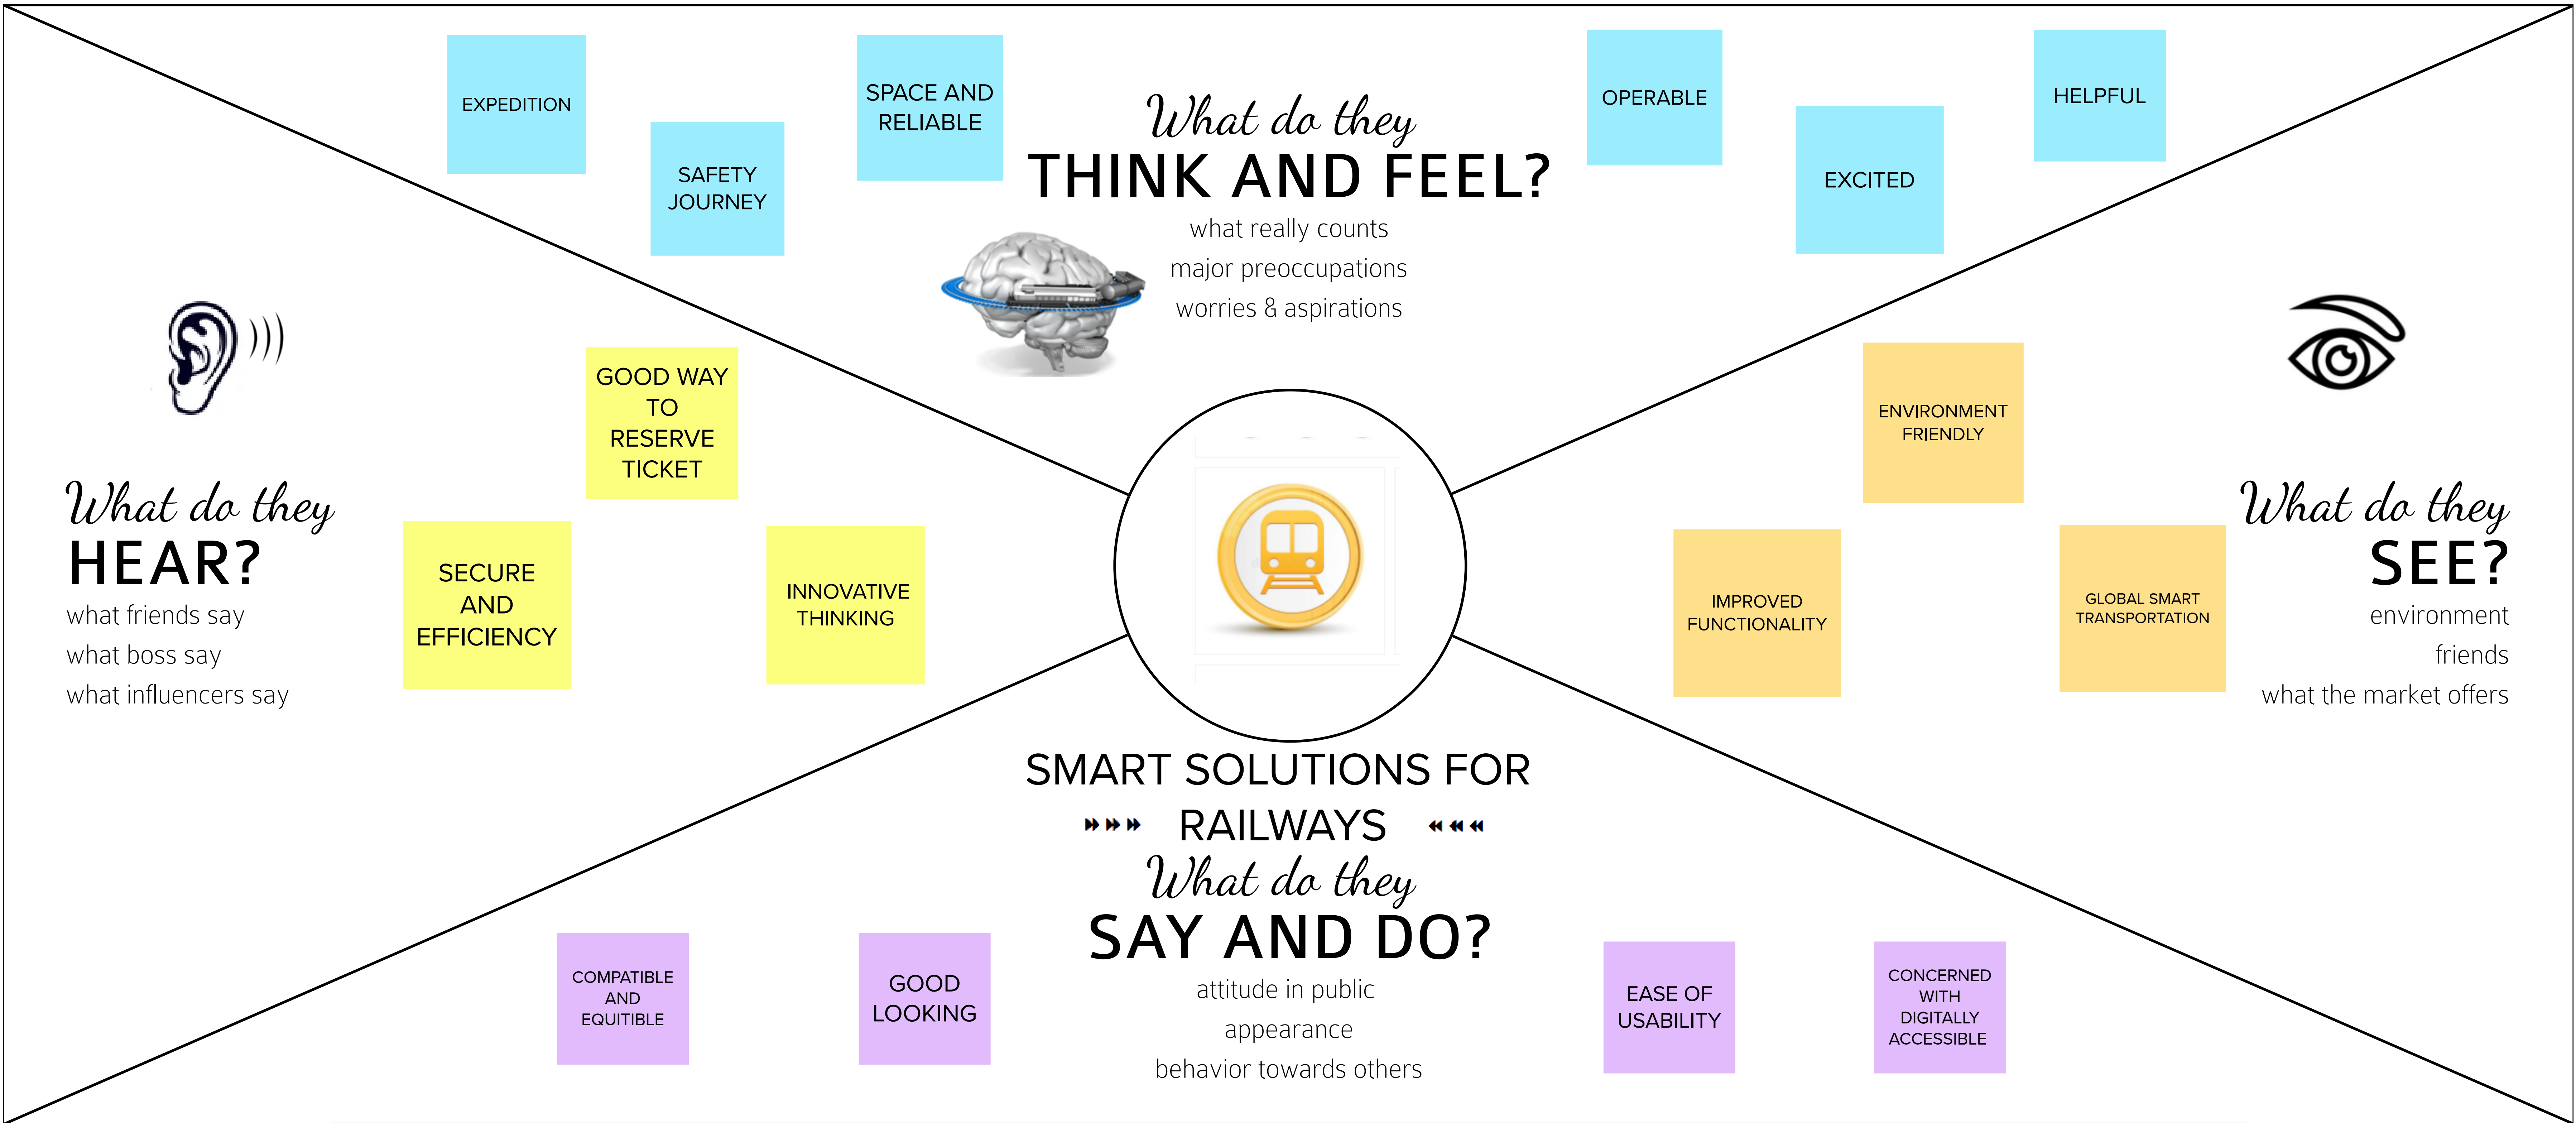 EXPEDITION
SAFETY
JOURNEY
SPACE AND
RELIABLE
What do they
THINK AND FEEL?
what really counts
major preoccupations
worries & aspirations
OPERABLE
EXCITED
HELPFUL
What do they
HEAR?
what friends say
what boss say
what influencers say
GOOD WAY
TO
RESERVE
TICKET
SECURE
AND
EFFICIENCY
INNOVATIVE
THINKING
ENVIRONMENT
FRIENDLY
IMPROVED
FUNCTIONALITY
GLOBAL SMART
TRANSPORTATION
What do they
SEE?
environment
friends
what the market offers
SMART SOLUTIONS FOR
RAILWAYS
What do they
SAY AND DO?
attitude in public
appearance
behavior towards others
COMPATIBLE
AND
EQUITIBLE
GOOD
LOOKING
EASE OF
USABILITY
CONCERNED
WITH
DIGITALLY
ACCESSIBLE